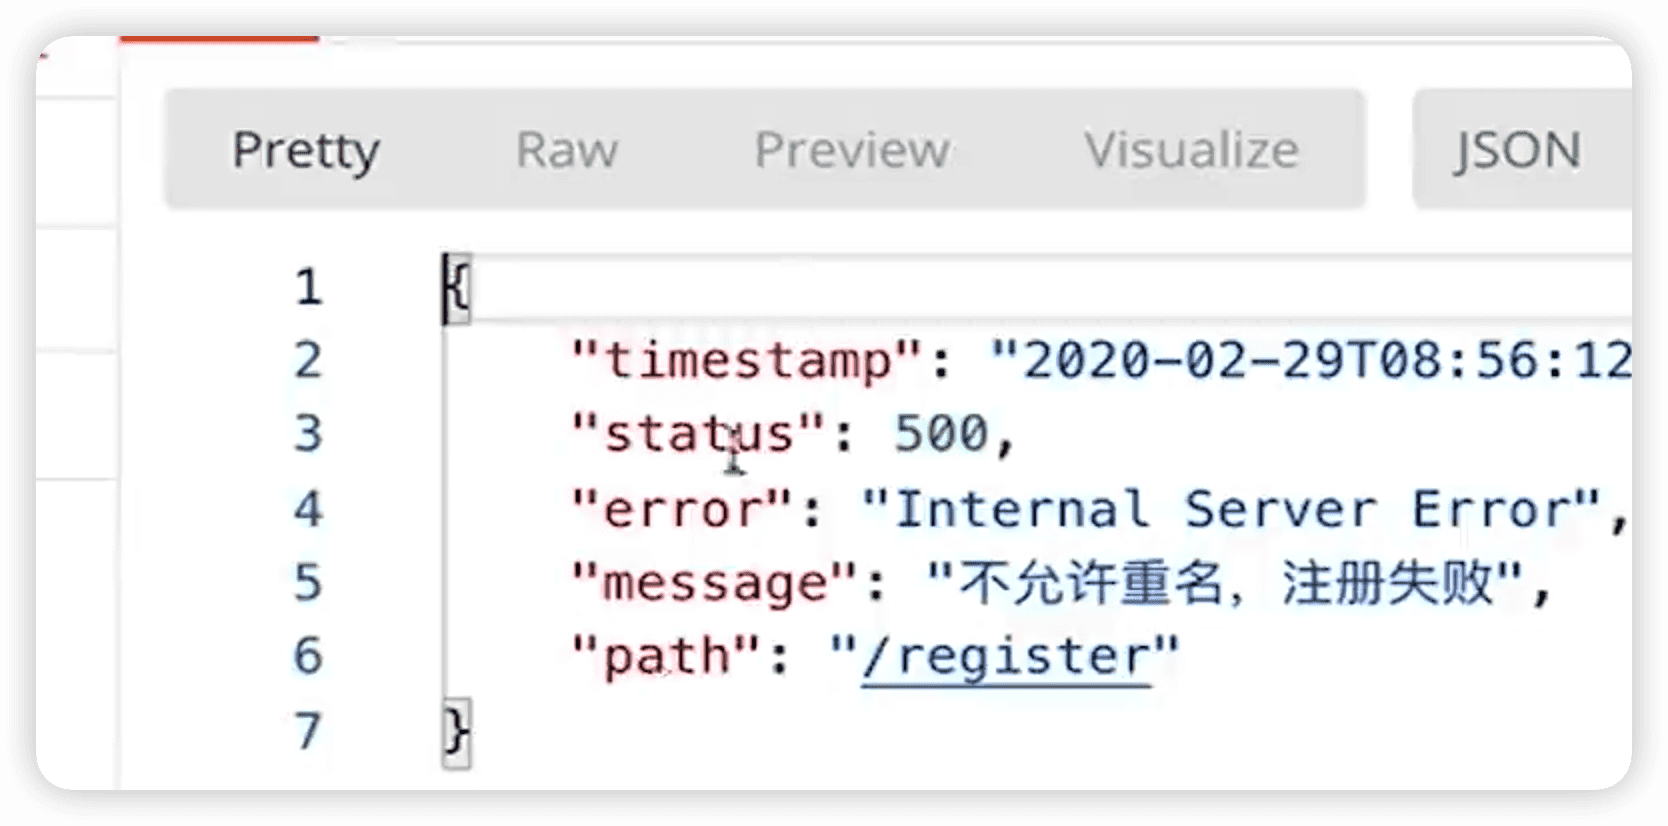 Pretty Raw Preview Visualize JSON
1 {
2 "timestamp": "2020-02-29T08:56:12
3 "status": 500,
4 "error": "Internal Server Error",
5 "message": "不允许重名，注册失败",
6 "path": "/register"
7 }